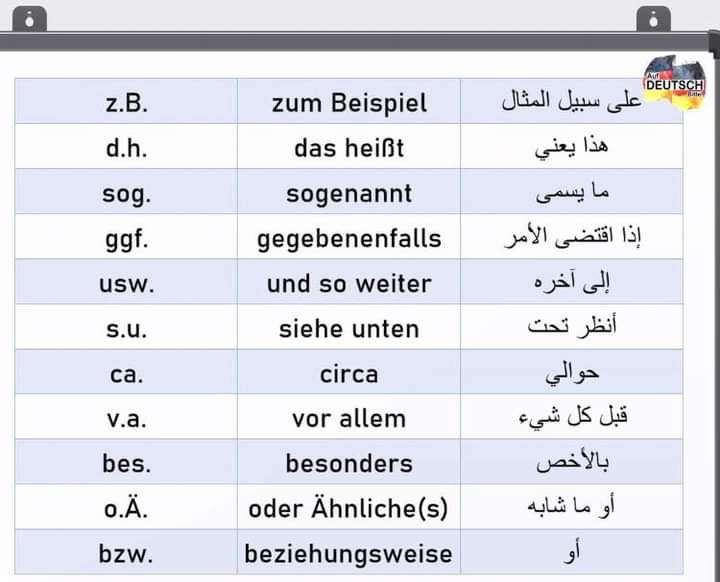 Auf
DEUTSCH
Bitte!
z.B. zum Beispiel على سبيل المثال
d.h. das heißt هذا يعني
sog. sogenannt ما يسمى
ggf. gegebenenfalls إذا اقتضى الأمر
usw. und so weiter إلى آخره
s.u. siehe unten أنظر تحت
ca. circa حوالي
v.a. vor allem قبل كل شيء
bes. besonders بالأخص
o.Ä. oder Ähnliche(s) أو ما شابه
bzw. beziehungsweise أو